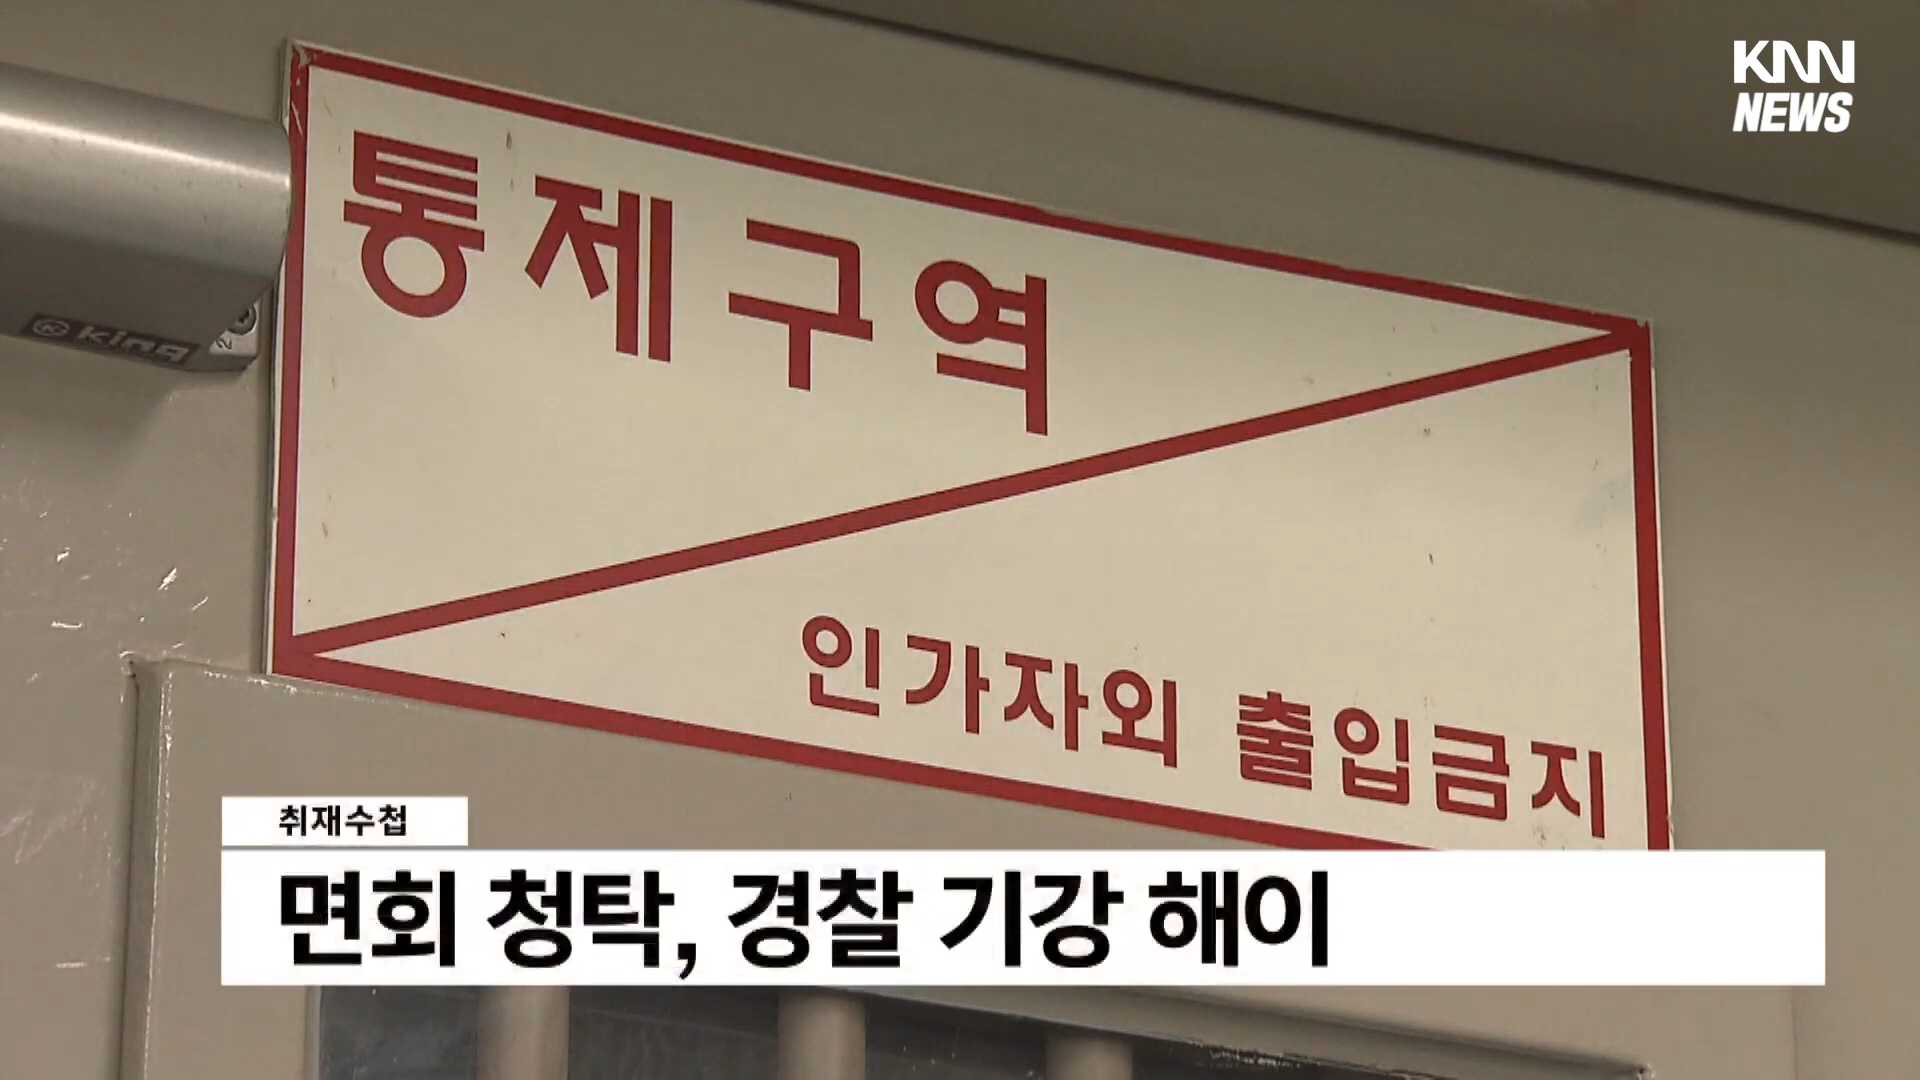 KNN
NEWS
통제구역
king
인가자외 출입금지
취재수첩
면회 청탁, 경찰 기강 해이